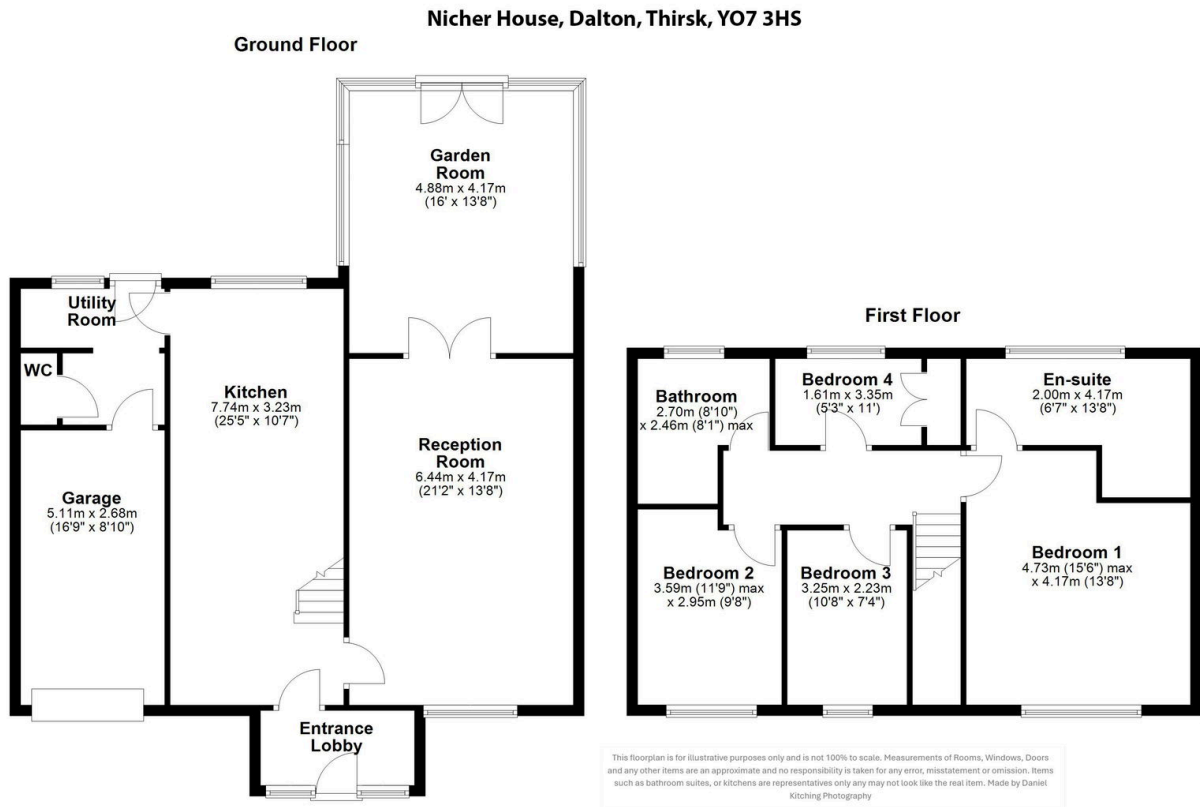 Nicher House, Dalton, Thirsk, YO7 3HS
Ground Floor
Garden
Room
4.88m x 4.17m
(16' x 13'8")
Utility
Room
WC
Kitchen
7.74m x 3.23m
(25'5" x 10'7")
Reception
Room
6.44m x 4.17m
(21'2" x 13'8")
Garage
5.11m x 2.68m
(16'9" x 8'10")
Entrance
Lobby
First Floor
Bathroom
2.70m (8'10")
x 2.46m (8'1") max
Bedroom 4
1.61m x 3.35m
(5'3" x 11')
En-suite
2.00m x 4.17m
(6'7" x 13'8")
Bedroom 2
3.59m (11'9") max
x 2.95m (9'8")
Bedroom 3
3.25m x 2.23m
(10'8" x 7'4")
Bedroom 1
4.73m (15'6") max
x 4.17m (13'8")
This floorplan is for illustrative purposes only and is not 100% to scale. Measurements of Rooms, Windows, Doors
and any other items are an approximate and no responsibility is taken for any error, misstatement or omission. Items
such as bathroom suites, or kitchens are representatives only any may not look like the real item. Made by Daniel
Kitching Photography